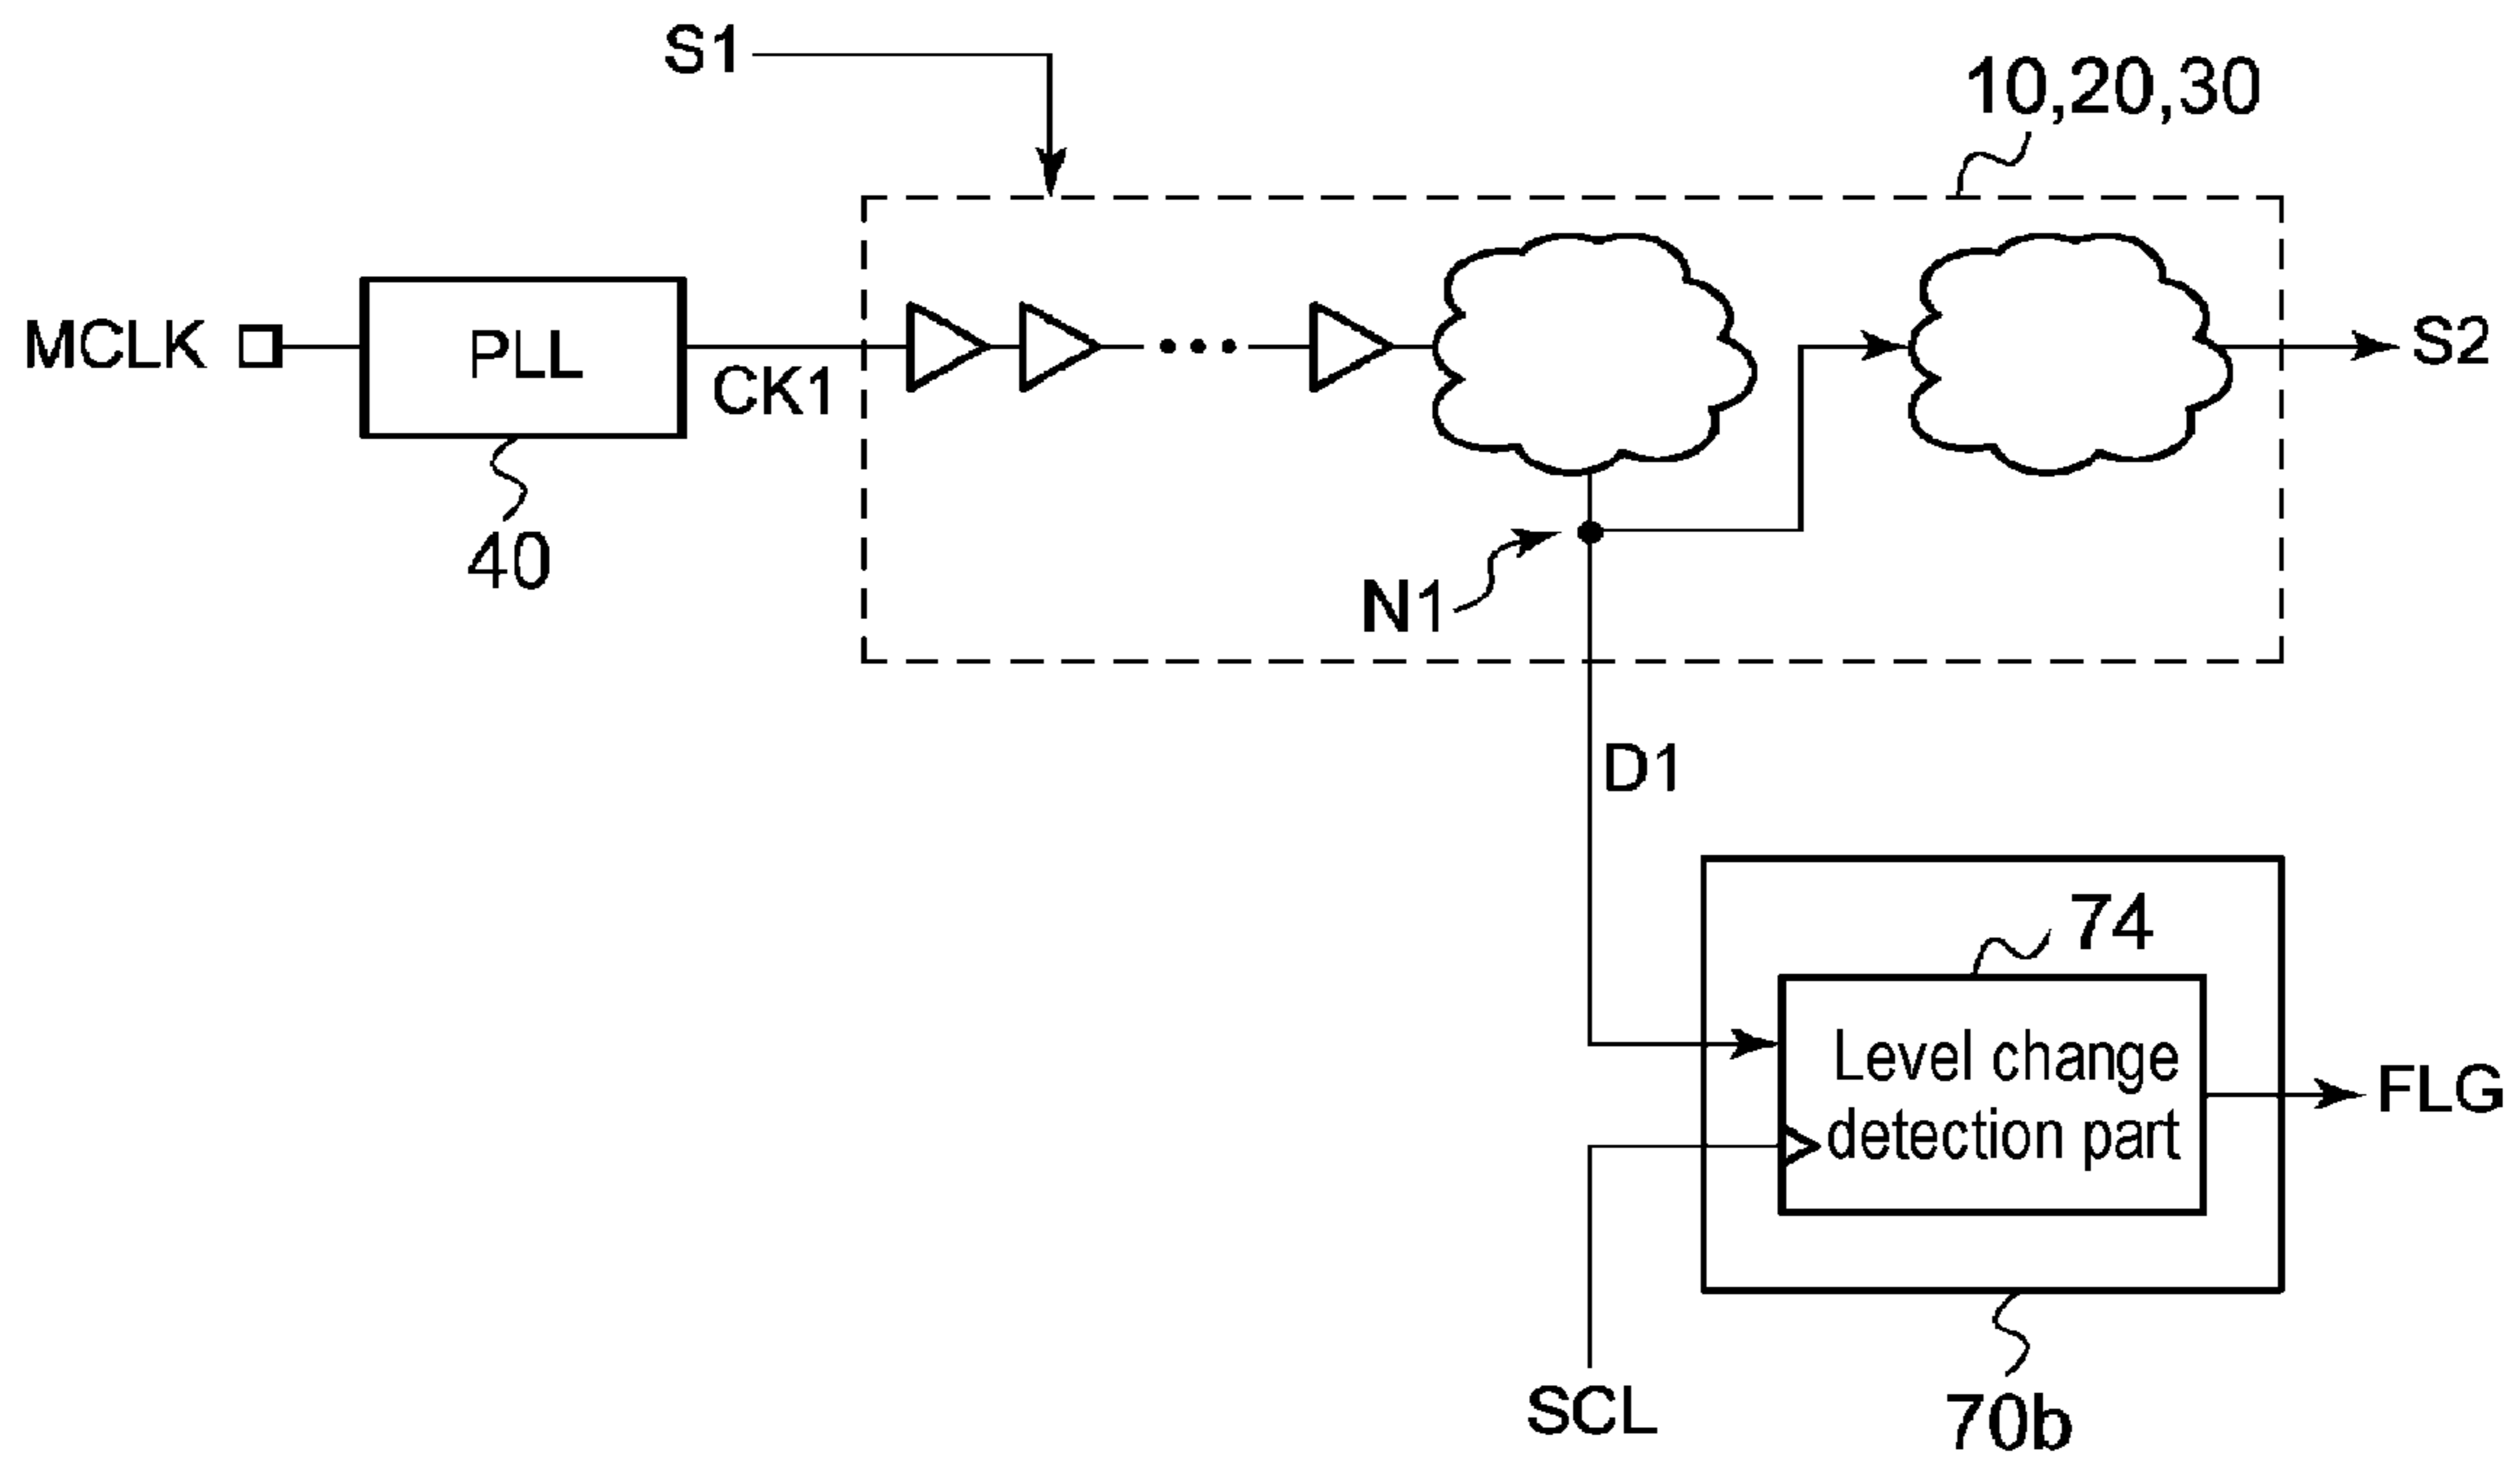 S1
10,20,30
MCLK
PLL
CK1
S2
40
N1
D1
74
Level change
detection part
FLG
SCL
70b